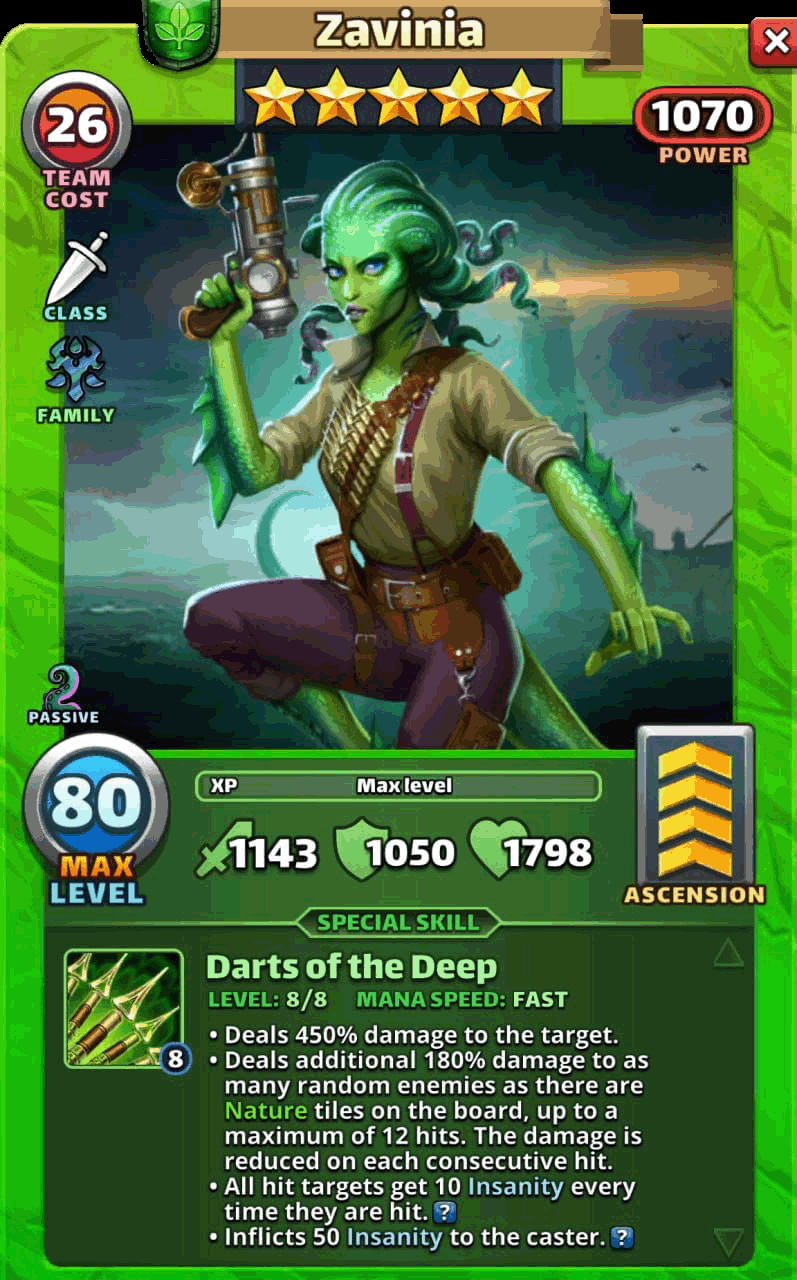 Zavinia
26
TEAM
COST
1070
POWER
CLASS
FAMILY
PASSIVE
80
MAX
LEVEL
XP Max level
1143 1050 1798
ASCENSION
SPECIAL SKILL
Darts of the Deep
LEVEL: 8/8 MANA SPEED: FAST
8
• Deals 450% damage to the target.
• Deals additional 180% damage to as
many random enemies as there are
Nature tiles on the board, up to a
maximum of 12 hits. The damage is
reduced on each consecutive hit.
• All hit targets get 10 Insanity every
time they are hit. ?
• Inflicts 50 Insanity to the caster. ?